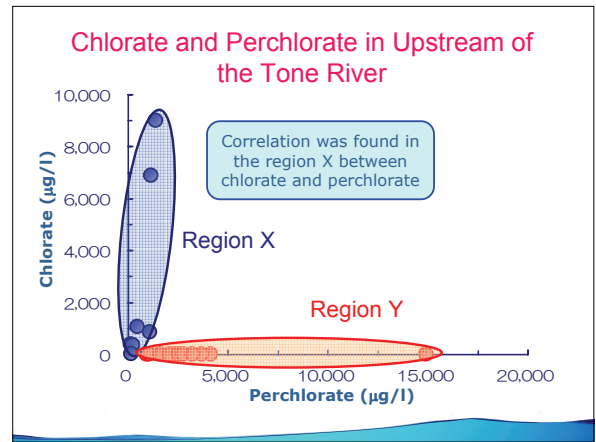 Chlorate and Perchlorate in Upstream of
the Tone River
10,000
8,000
6,000
4,000
2,000
0
Chlorate (µg/l)
Correlation was found in
the region X between
chlorate and perchlorate
Region X
Region Y
0
5,000
10,000
15,000
20,000
Perchlorate (µg/l)